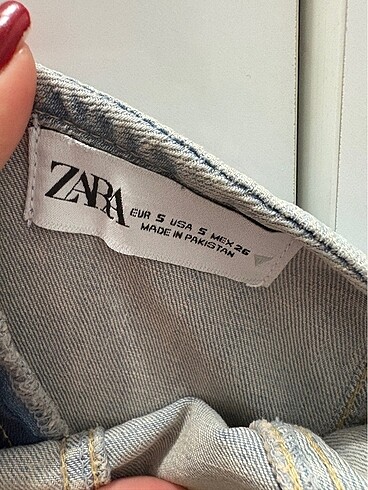 ZARA
EUR S USA S MEX 26
MADE IN PAKISTAN